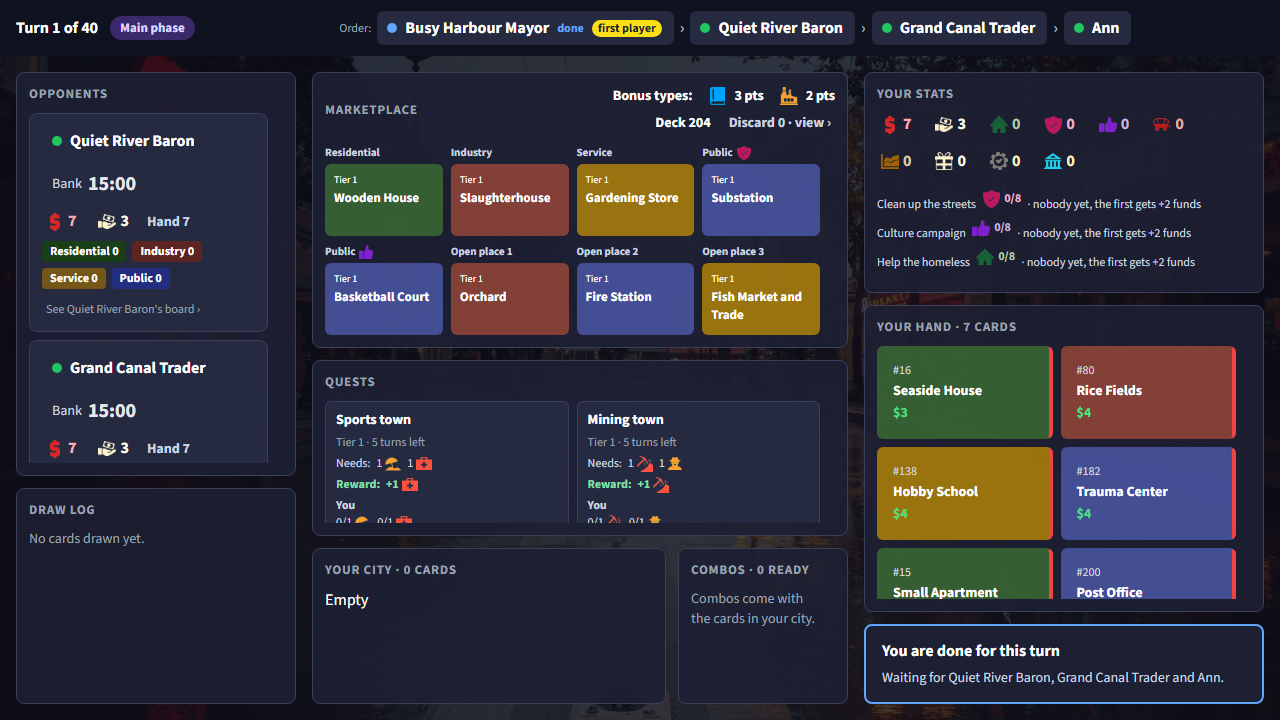 Turn 1 of 40 Main phase
Order: Busy Harbour Mayor done first player › Quiet River Baron › Grand Canal Trader › Ann
OPPONENTS
Quiet River Baron
Bank 15:00
7 3 Hand 7
Residential 0 Industry 0
Service 0 Public 0
See Quiet River Baron's board ›
Grand Canal Trader
Bank 15:00
7 3 Hand 7
DRAW LOG
No cards drawn yet.
MARKETPLACE
Bonus types: 3 pts 2 pts
Deck 204 Discard 0 · view ›
Residential Industry Service Public
Tier 1 Tier 1 Tier 1 Tier 1
Wooden House Slaughterhouse Gardening Store Substation
Public Open place 1 Open place 2 Open place 3
Tier 1 Tier 1 Tier 1 Tier 1
Basketball Court Orchard Fire Station Fish Market and
Trade
QUESTS
Sports town
Tier 1 · 5 turns left
Needs: 1 1
Reward: +1
You
0/1 0/1
Mining town
Tier 1 · 5 turns left
Needs: 1 1
Reward: +1
You
0/1 0/1
YOUR CITY · 0 CARDS
Empty
COMBOS · 0 READY
Combos come with
the cards in your city.
YOUR STATS
7 3 0 0 0 0
0 0 0 0
Clean up the streets 0/8 · nobody yet, the first gets +2 funds
Culture campaign 0/8 · nobody yet, the first gets +2 funds
Help the homeless 0/8 · nobody yet, the first gets +2 funds
YOUR HAND · 7 CARDS
#16
Seaside House
$3
#80
Rice Fields
$4
#138
Hobby School
$4
#182
Trauma Center
$4
#15
Small Apartment
#200
Post Office
You are done for this turn
Waiting for Quiet River Baron, Grand Canal Trader and Ann.